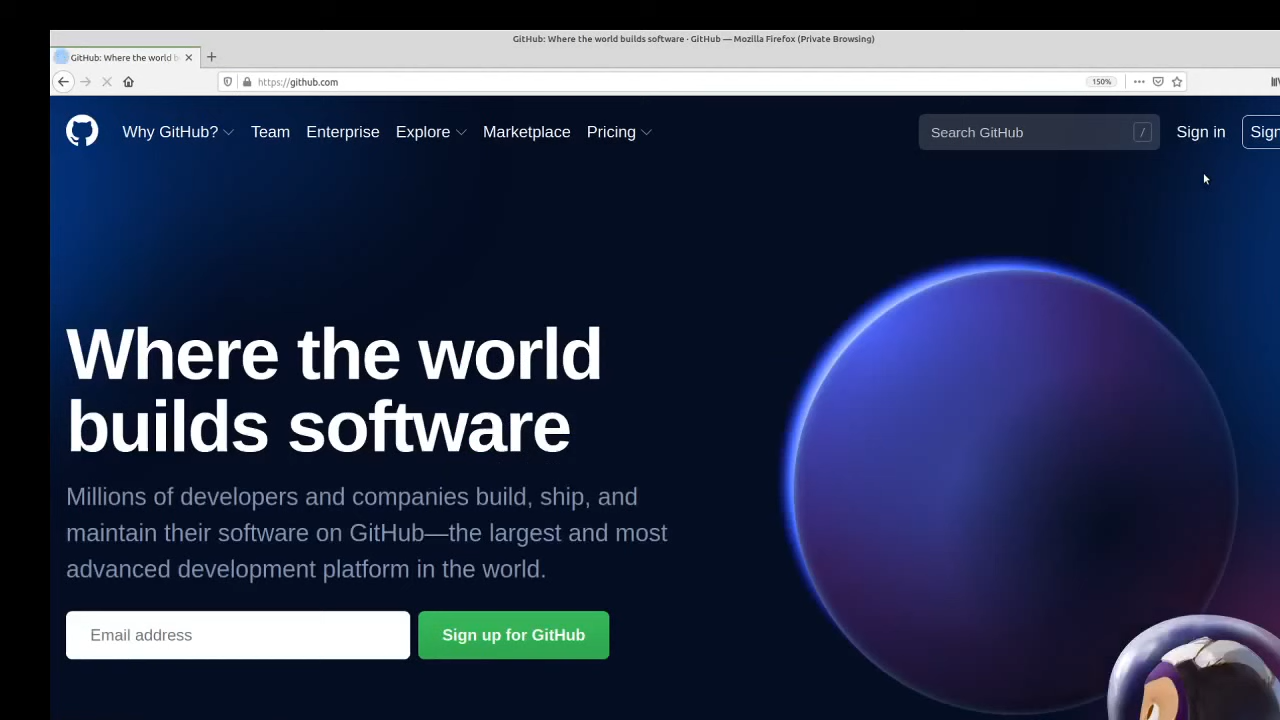 GitHub: Where the world builds software · GitHub — Mozilla Firefox (Private Browsing)
GitHub: Where the world b
https://github.com
150%
Why GitHub? Team Enterprise Explore Marketplace Pricing Search GitHub / Sign in Sign
Where the world
builds software
Millions of developers and companies build, ship, and
maintain their software on GitHub—the largest and most
advanced development platform in the world.
Email address Sign up for GitHub